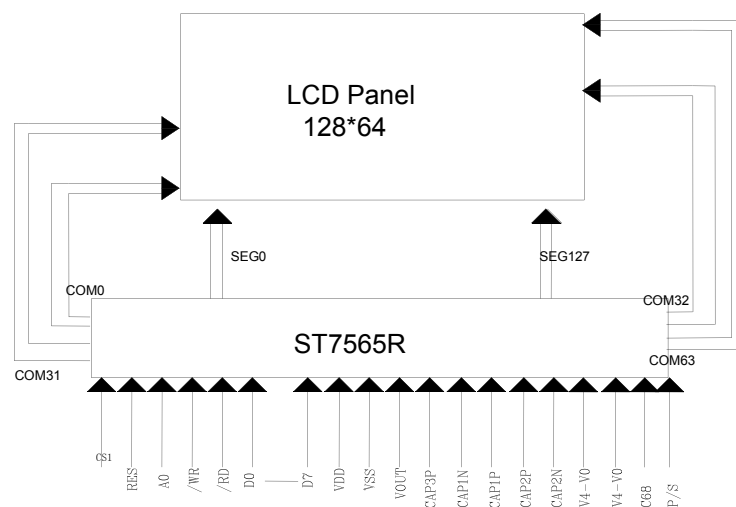 LCD Panel
128*64
SEG0
SEG127
COM0
COM32
ST7565R
COM31
COM63
CS1
RES
A0
/WR
/RD
D0
D7
VDD
VSS
VOUT
CAP3P
CAP1N
CAP1P
CAP2P
CAP2N
V4-V0
V4-V0
C68
P/S